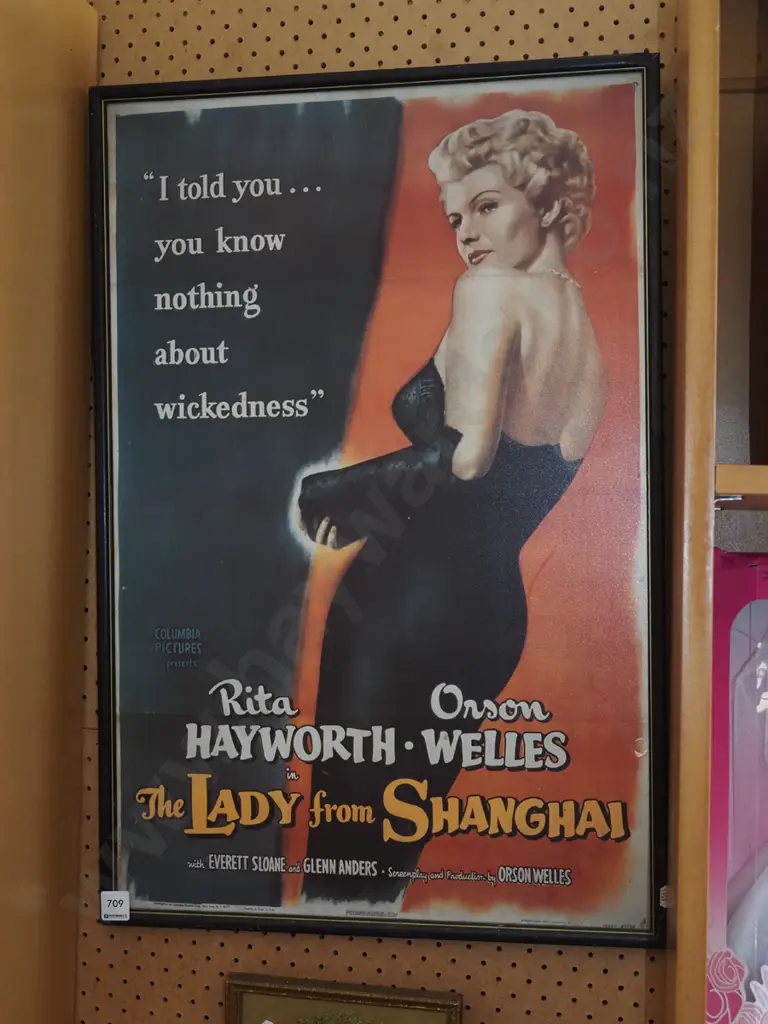 “I told you...
you know
nothing
about
wickedness”
COLUMBIA
PICTURES
presents
Rita Orson
HAYWORTH · WELLES
in
The LADY from SHANGHAI
with EVERETT SLOANE and GLENN ANDERS · Screenplay and Production by ORSON WELLES
709